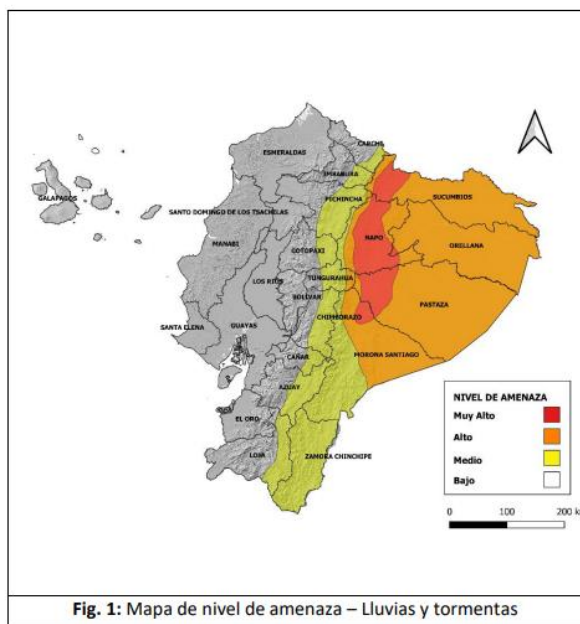 CARCHI
ESMERALDAS
IMBABURA
PICHINCHA
SUCUMBIOS
GALAPAGOS
SANTO DOMINGO DE LOS TSACHELAS
NAPO
ORELLANA
MANABI
COTOPAXI
LOS RIOS
TUNGURAHUA
BOLIVAR
PASTAZA
CHIMBORAZO
SANTA ELENA
GUAYAS
MORONA SANTIAGO
CAÑAR
AZUAY
EL ORO
LOJA
ZAMORA CHINCHIPE
NIVEL DE AMENAZA
Muy Alto
Alto
Medio
Bajo
0 100 200 km
Fig. 1: Mapa de nivel de amenaza – Lluvias y tormentas